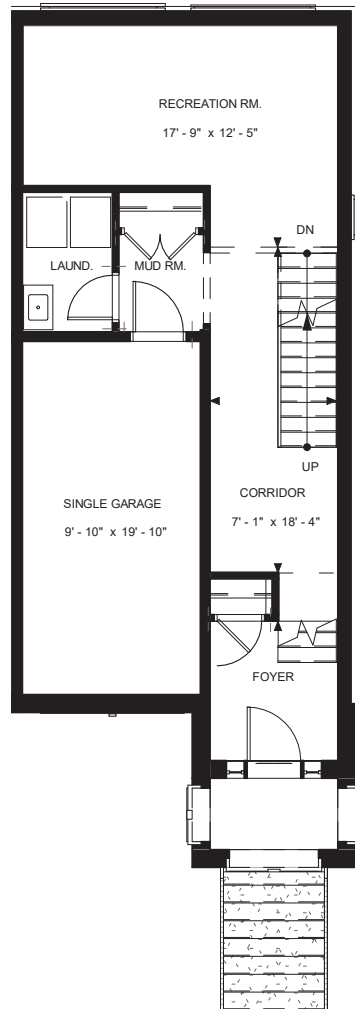 RECREATION RM.
17' - 9" x 12' - 5"
DN
LAUND.
MUD RM.
UP
CORRIDOR
7' - 1" x 18' - 4"
SINGLE GARAGE
9' - 10" x 19' - 10"
FOYER